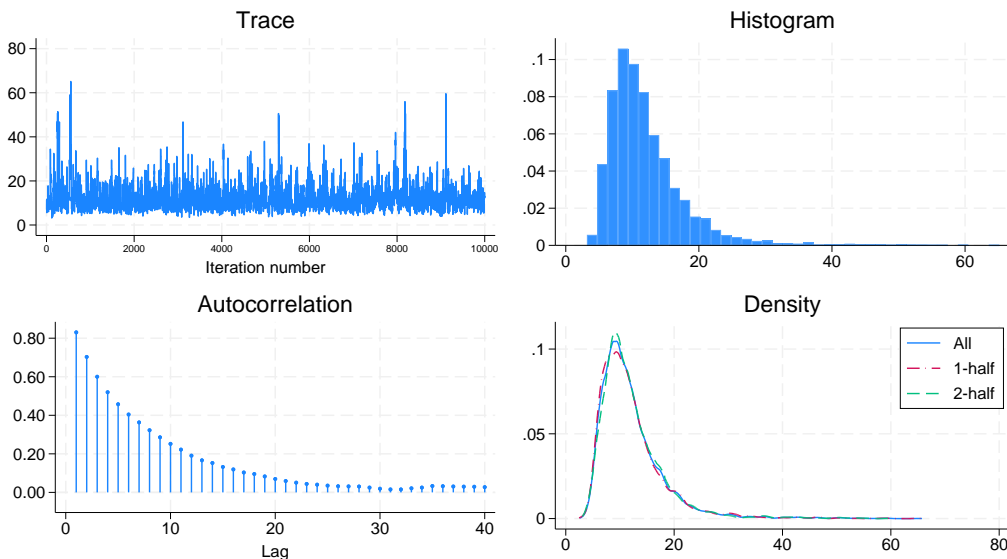 Trace
80
60
40
20
0
0 2000 4000 6000 8000 10000
Iteration number
Histogram
.1
.08
.06
.04
.02
0
0 20 40 60
Autocorrelation
0.80
0.60
0.40
0.20
0.00
0 10 20 30 40
Lag
Density
.1
.05
0
0 20 40 60 80
All
1-half
2-half